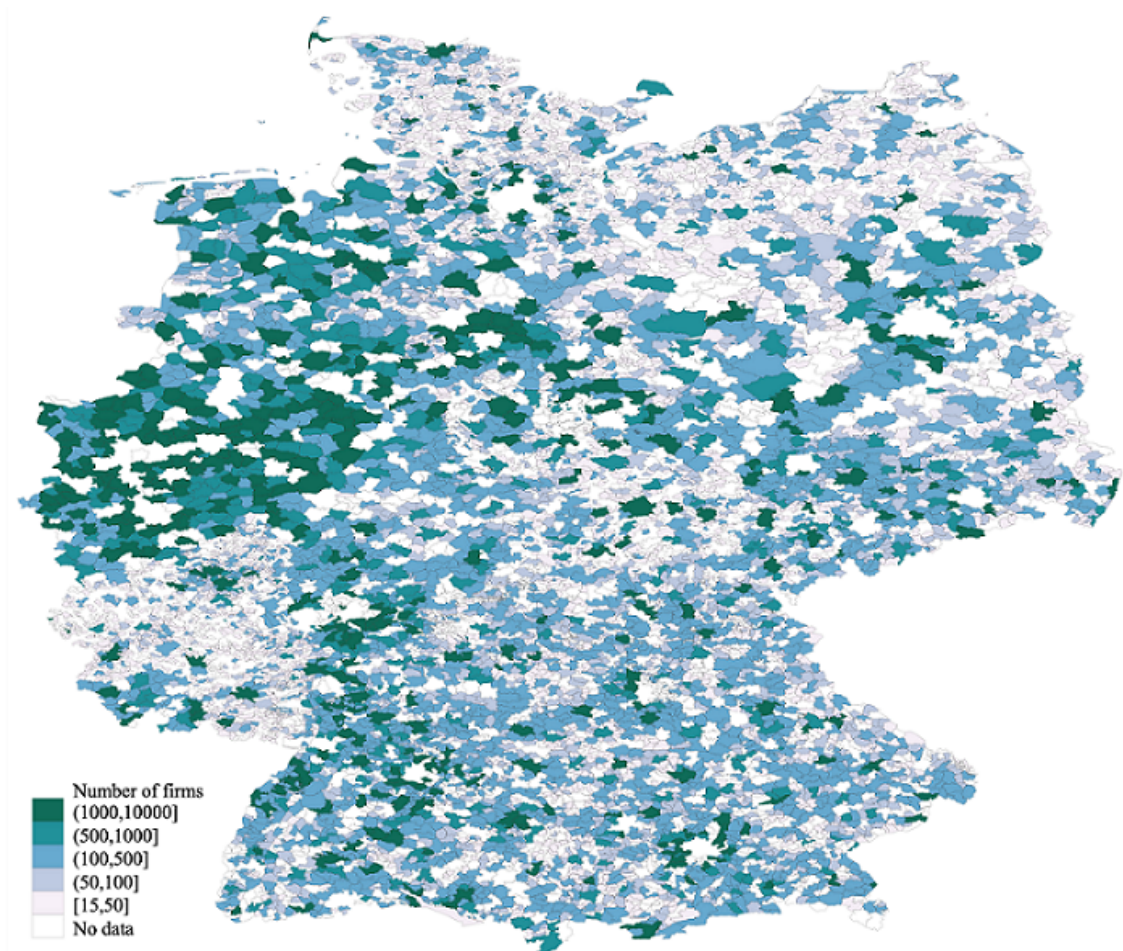 Number of firms
(1000,10000]
(500,1000]
(100,500]
(50,100]
[15,50]
No data